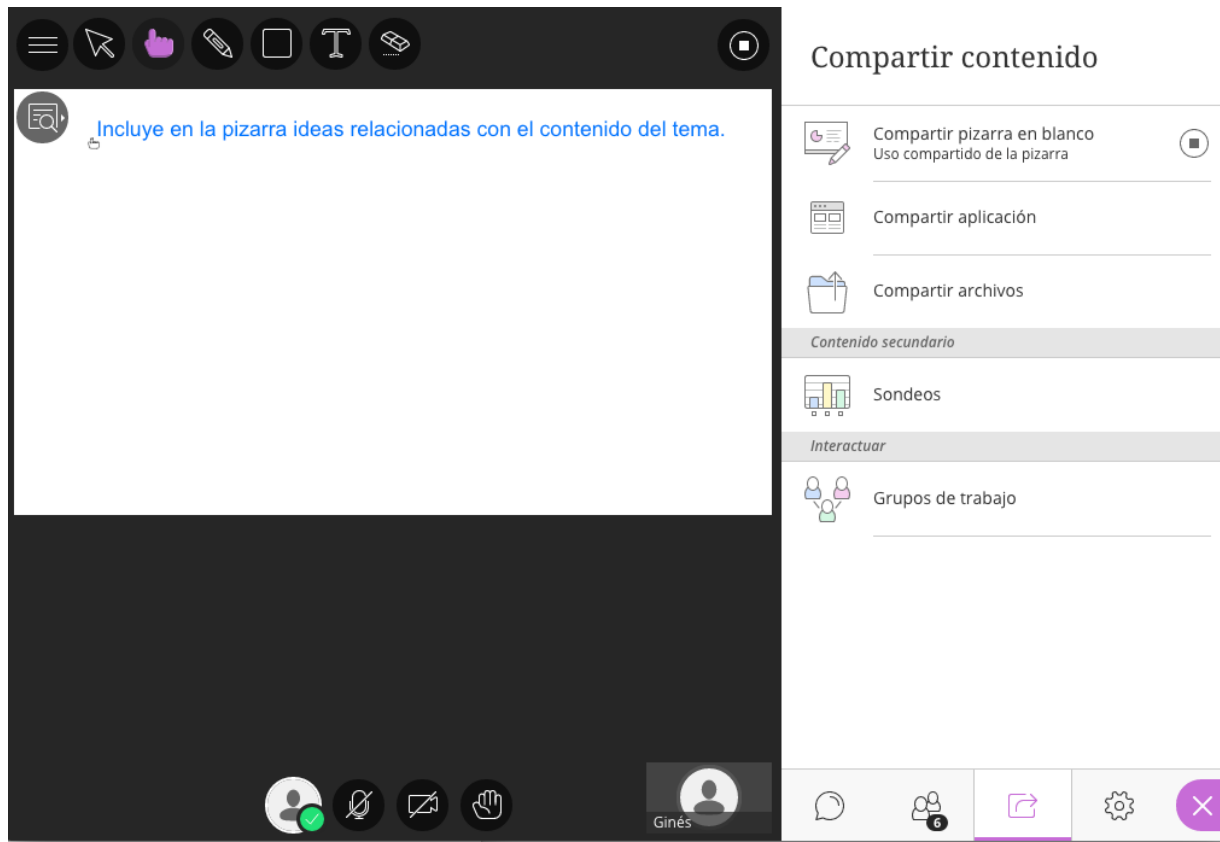 Incluye en la pizarra ideas relacionadas con el contenido del tema.
Ginés
Compartir contenido
Compartir pizarra en blanco
Uso compartido de la pizarra
Compartir aplicación
Compartir archivos
Contenido secundario
Sondeos
Interactuar
Grupos de trabajo
6